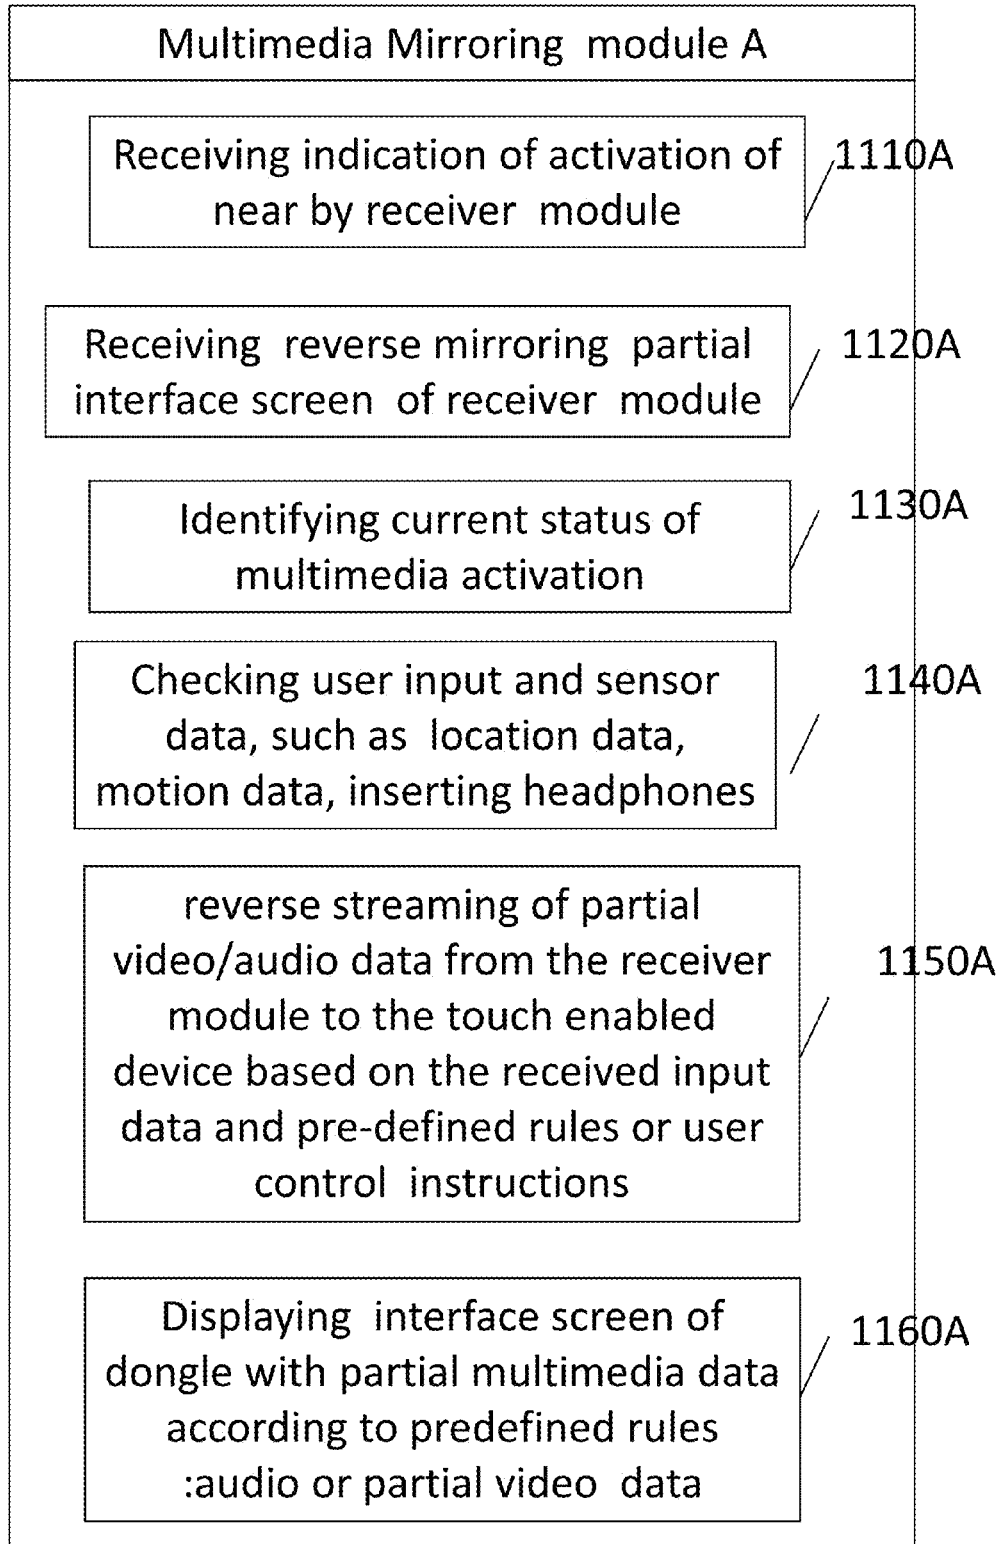 Multimedia Mirroring module A
Receiving indication of activation of
near by receiver module
1110A
Receiving reverse mirroring partial
interface screen of receiver module
1120A
Identifying current status of
multimedia activation
1130A
Checking user input and sensor
data, such as location data,
motion data, inserting headphones
1140A
reverse streaming of partial
video/audio data from the receiver
module to the touch enabled
device based on the received input
data and pre-defined rules or user
control instructions
1150A
Displaying interface screen of
dongle with partial multimedia data
according to predefined rules
:audio or partial video data
1160A